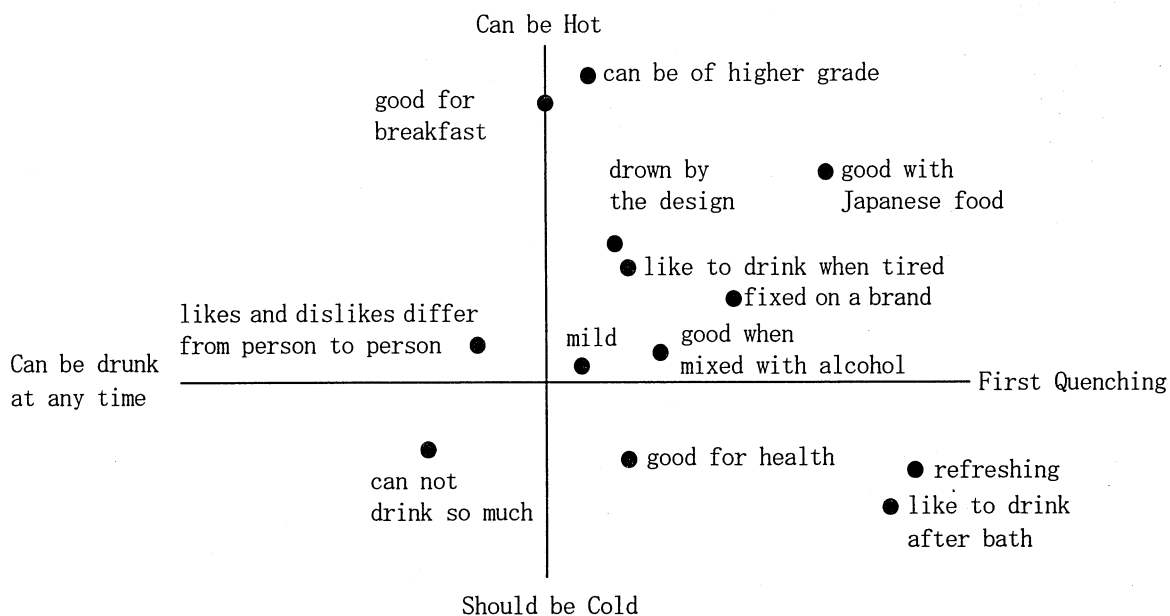 Can be Hot
can be of higher grade
good for
breakfast
drown by
the design
good with
Japanese food
like to drink when tired
fixed on a brand
likes and dislikes differ
from person to person
mild
good when
mixed with alcohol
Can be drunk
at any time
First Quenching
good for health
can not
drink so much
refreshing
like to drink
after bath
Should be Cold